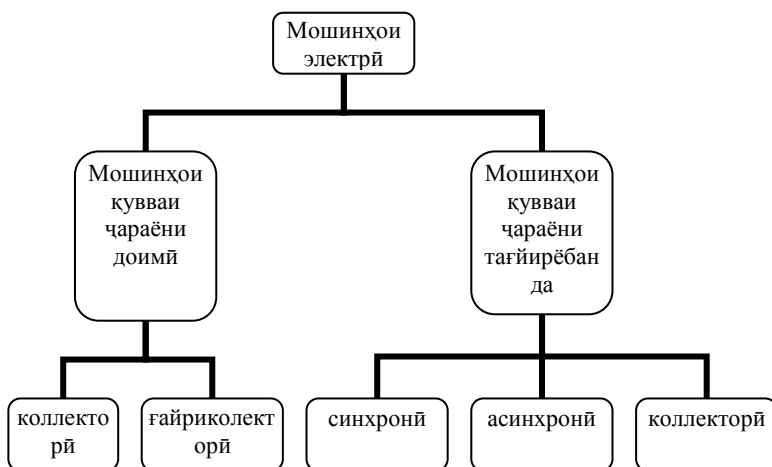 Мошинҳои
электрӣ
Мошинҳои
қувваи
ҷараёни
доимӣ
Мошинҳои
қувваи
ҷараёни
тағйирёбан
да
коллекто
рӣ
ғайриколект
орӣ
синхронӣ
асинхронӣ
коллекторӣ